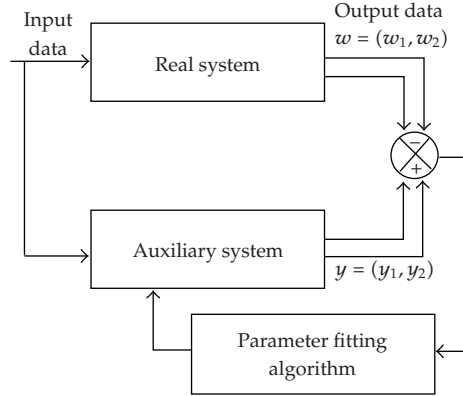 Input
data
Output data
w = (w₁, w₂)
Real system
−
+
Auxiliary system
y = (y₁, y₂)
Parameter fitting
algorithm